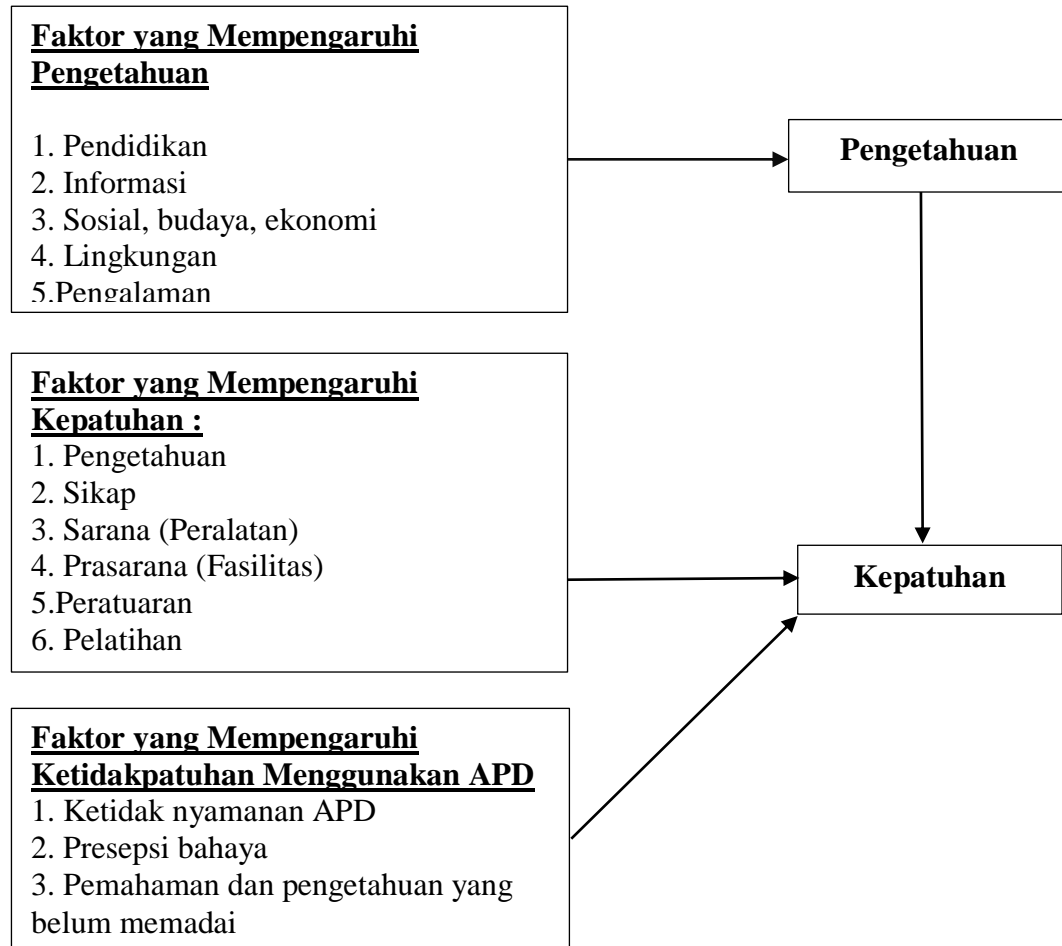 Faktor yang Mempengaruhi
Pengetahuan
1. Pendidikan
2. Informasi
3. Sosial, budaya, ekonomi
4. Lingkungan
5.Pengalaman
Pengetahuan
Faktor yang Mempengaruhi
Kepatuhan :
1. Pengetahuan
2. Sikap
3. Sarana (Peralatan)
4. Prasarana (Fasilitas)
5.Peratuaran
6. Pelatihan
Kepatuhan
Faktor yang Mempengaruhi
Ketidakpatuhan Menggunakan APD
1. Ketidak nyamanan APD
2. Presepsi bahaya
3. Pemahaman dan pengetahuan yang
belum memadai